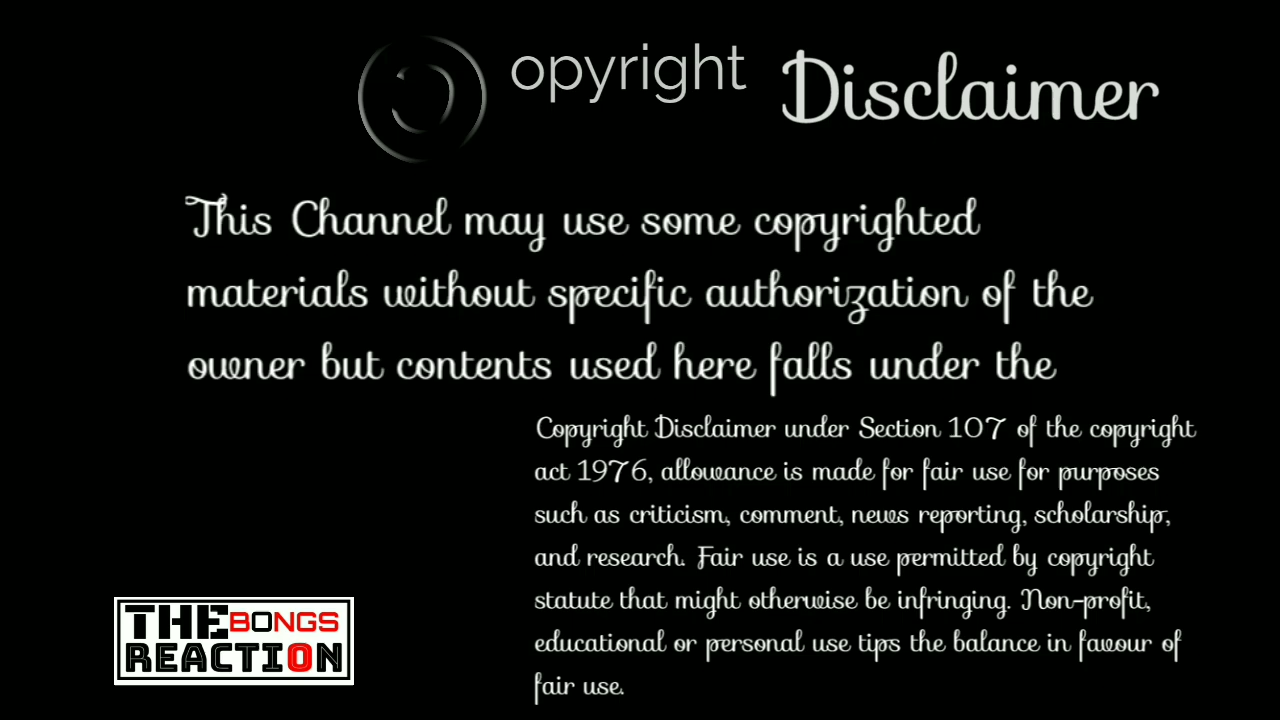 opyright Disclaimer
This Channel may use some copyrighted
materials without specific authorization of the
owner but contents used here falls under the
Copyright Disclaimer under Section 107 of the copyright
act 1976, allowance is made for fair use for purposes
such as criticism, comment, news reporting, scholarship,
and research. Fair use is a use permitted by copyright
statute that might otherwise be infringing. Non-profit,
educational or personal use tips the balance in favour of
fair use.
THE BONGS
REACTION